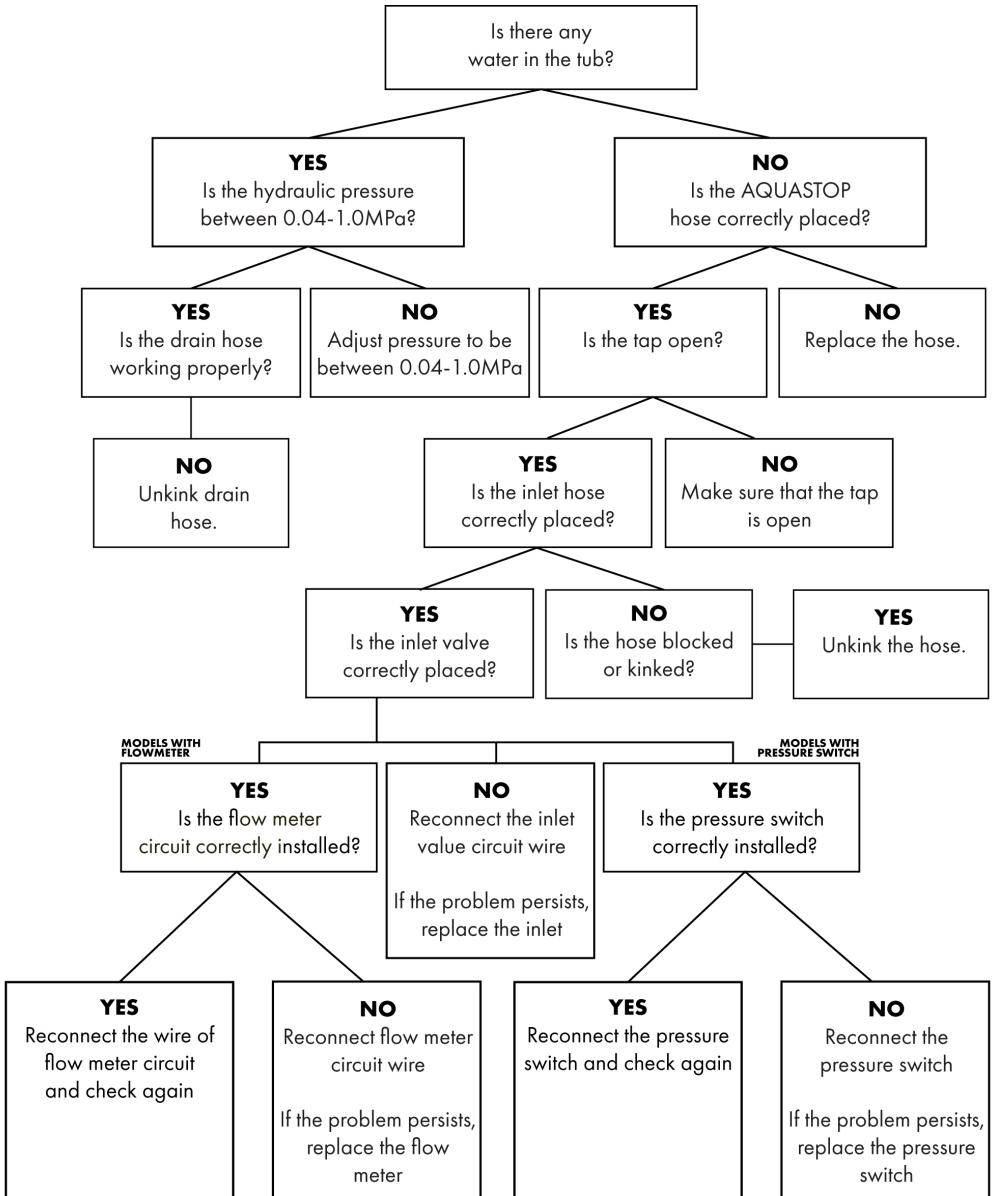 Is there any
water in the tub?
YES
Is the hydraulic pressure
between 0.04-1.0MPa?
NO
Is the AQUASTOP
hose correctly placed?
YES
Is the drain hose
working properly?
NO
Adjust pressure to be
between 0.04-1.0MPa
YES
Is the tap open?
NO
Replace the hose.
NO
Unkink drain
hose.
YES
Is the inlet hose
correctly placed?
NO
Make sure that the tap
is open
YES
Is the inlet valve
correctly placed?
NO
Is the hose blocked
or kinked?
YES
Unkink the hose.
MODELS WITH
FLOWMETER
MODELS WITH
PRESSURE SWITCH
YES
Is the flow meter
circuit correctly installed?
NO
Reconnect the inlet
value circuit wire
If the problem persists,
replace the inlet
YES
Is the pressure switch
correctly installed?
YES
Reconnect the wire of
flow meter circuit
and check again
NO
Reconnect flow meter
circuit wire
If the problem persists,
replace the flow
meter
YES
Reconnect the pressure
switch and check again
NO
Reconnect the
pressure switch
If the problem persists,
replace the pressure
switch